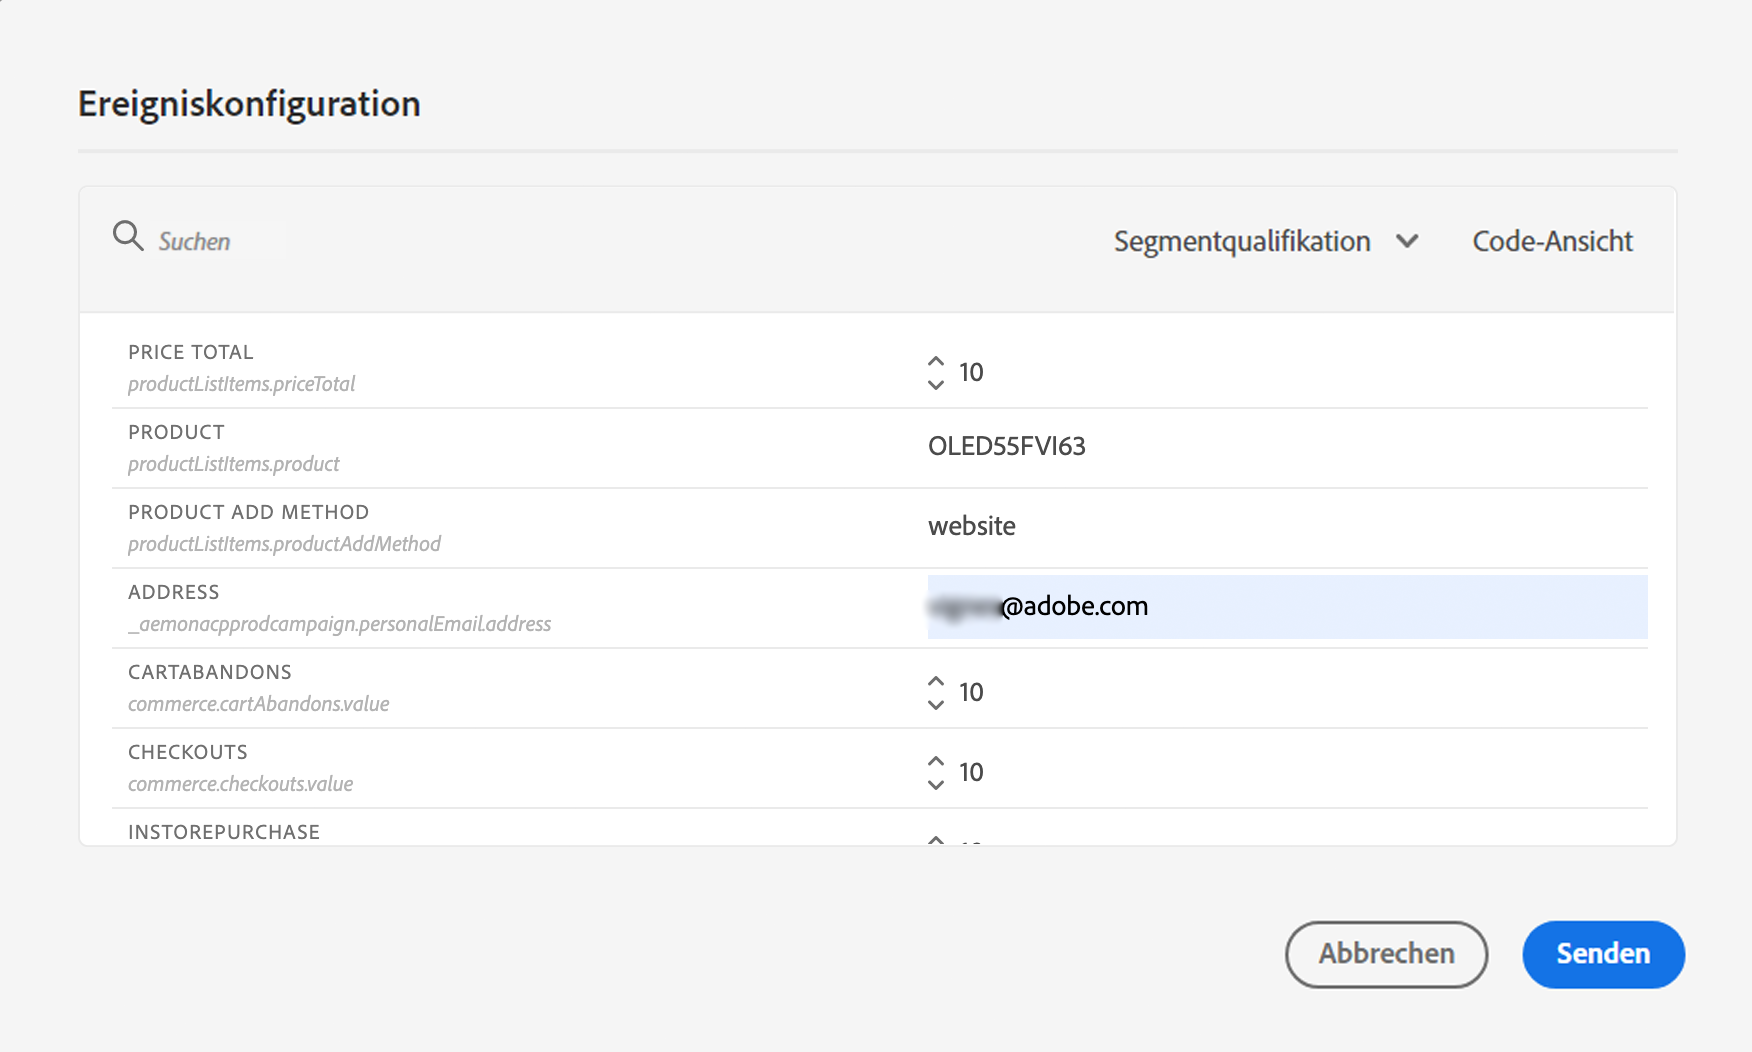 Ereigniskonfiguration
Suchen
Segmentqualifikation
Code-Ansicht
PRICE TOTAL
productListItems.priceTotal
10
PRODUCT
productListItems.product
OLED55FVI63
PRODUCT ADD METHOD
productListItems.productAddMethod
website
ADDRESS
_aemonacpprodcampaign.personalEmail.address
@adobe.com
CARTABANDONS
commerce.cartAbandons.value
10
CHECKOUTS
commerce.checkouts.value
10
INSTOREPURCHASE
Abbrechen
Senden